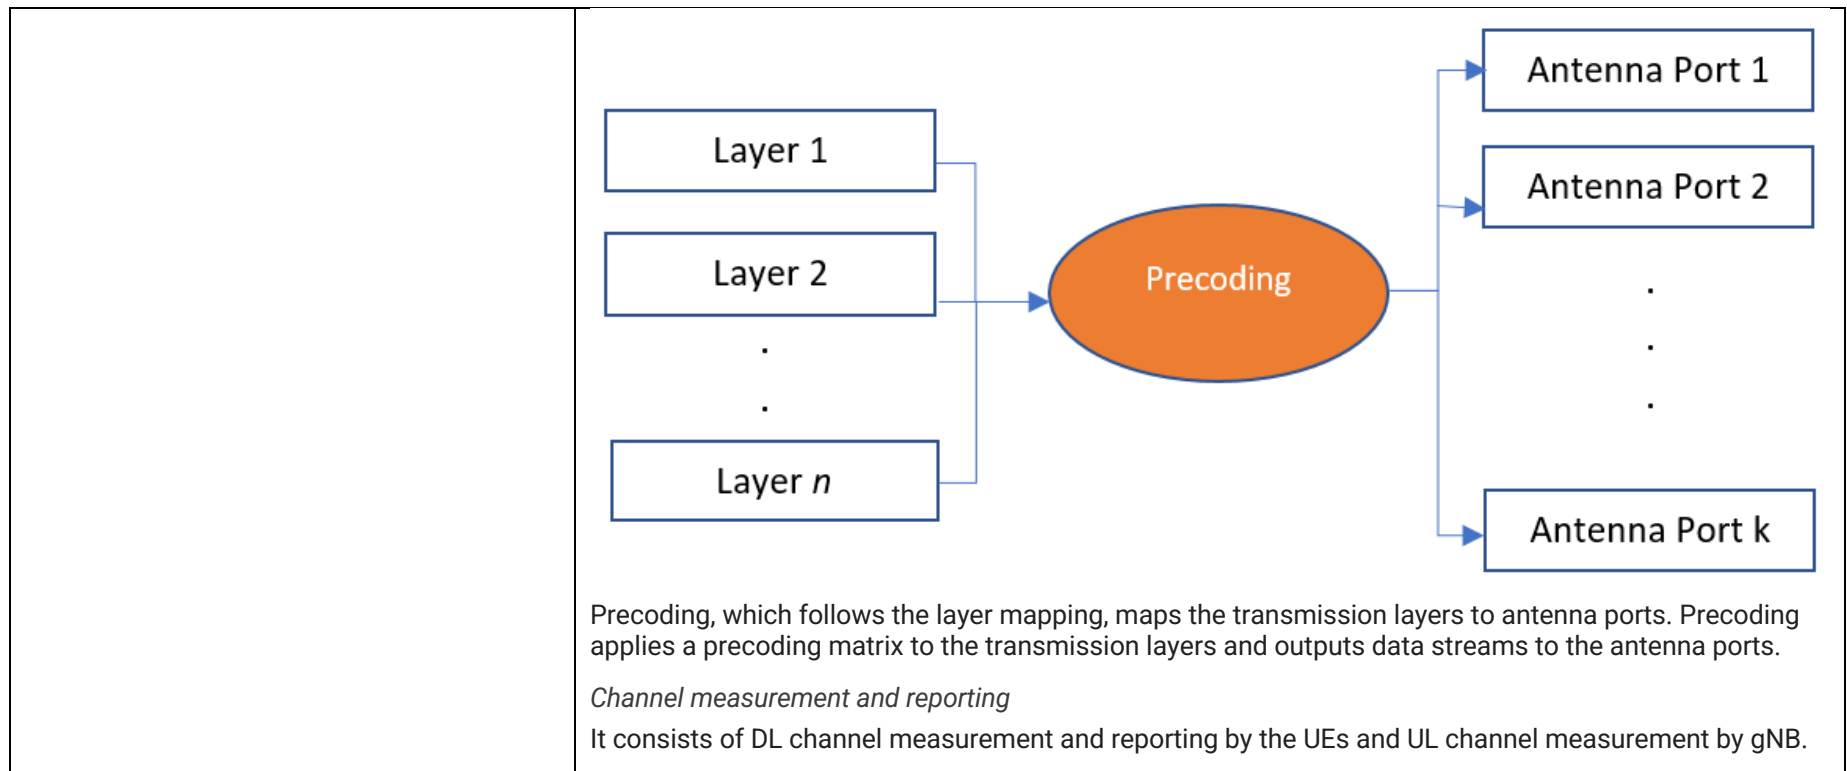 Layer 1
Layer 2
.
.
Layer n
Precoding
Antenna Port 1
Antenna Port 2
.
.
.
Antenna Port k
Precoding, which follows the layer mapping, maps the transmission layers to antenna ports. Precoding
applies a precoding matrix to the transmission layers and outputs data streams to the antenna ports.
Channel measurement and reporting
It consists of DL channel measurement and reporting by the UEs and UL channel measurement by gNB.